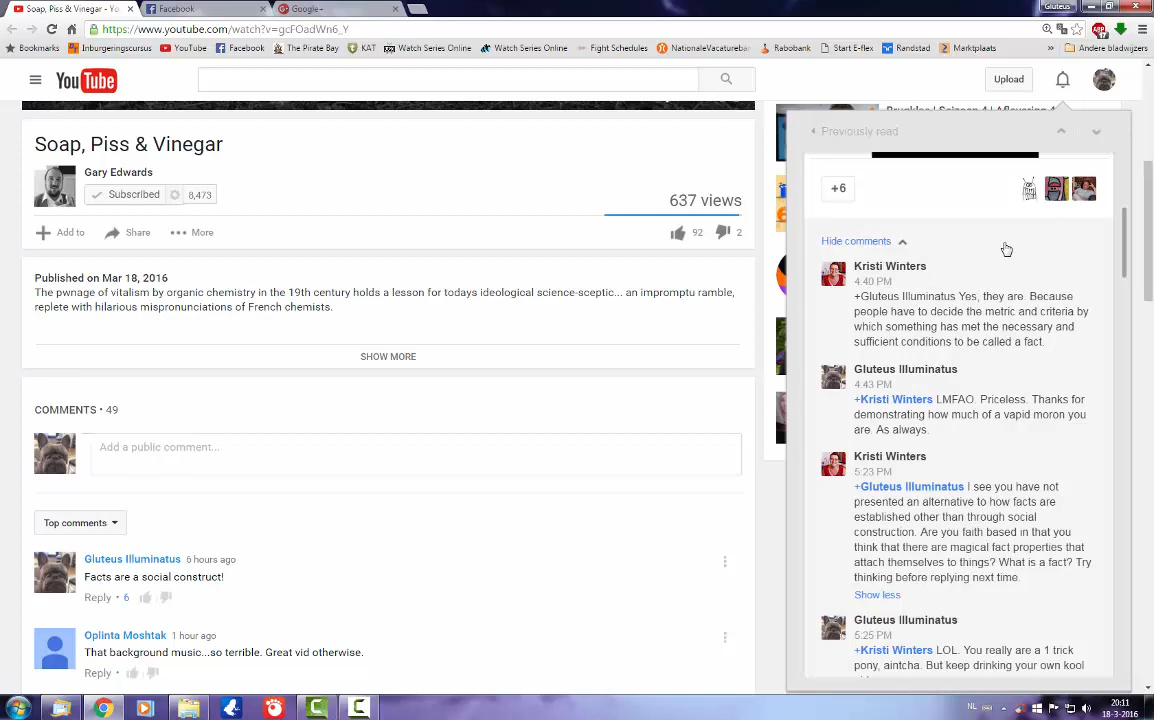 Soap, Piss & Vinegar - Yo
Facebook
Google+
Gluteus
https://www.youtube.com/watch?v=gcFOadWn6_Y
Bookmarks
Inburgeringscursus
YouTube
Facebook
The Pirate Bay
KAT
Watch Series Online
Watch Series Online
Fight Schedules
NationaleVacaturebar
Rabobank
Start E-flex
Randstad
Marktplaats
Andere bladwijzers
YouTube
Upload
Soap, Piss & Vinegar
Gary Edwards
Subscribed
8,473
637 views
Add to
Share
More
92
2
Published on Mar 18, 2016
The pwnage of vitalism by organic chemistry in the 19th century holds a lesson for todays ideological science-sceptic... an impromptu ramble,
replete with hilarious mispronunciations of French chemists.
SHOW MORE
COMMENTS • 49
Add a public comment...
Top comments
Gluteus Illuminatus 6 hours ago
Facts are a social construct!
Reply • 6
Oplinta Moshtak 1 hour ago
That background music...so terrible. Great vid otherwise.
Reply
Previously read
+6
Hide comments
Kristi Winters
4:40 PM
+Gluteus Illuminatus Yes, they are. Because
people have to decide the metric and criteria by
which something has met the necessary and
sufficient conditions to be called a fact.
Gluteus Illuminatus
4:43 PM
+Kristi Winters LMFAO. Priceless. Thanks for
demonstrating how much of a vapid moron you
are. As always.
Kristi Winters
5:23 PM
+Gluteus Illuminatus I see you have not
presented an alternative to how facts are
established other than through social
construction. Are you faith based in that you
think that there are magical fact properties that
attach themselves to things? What is a fact? Try
thinking before replying next time.
Show less
Gluteus Illuminatus
5:25 PM
+Kristi Winters LOL. You really are a 1 trick
pony, aintcha. But keep drinking your own kool
NL
20:11
18-3-2016